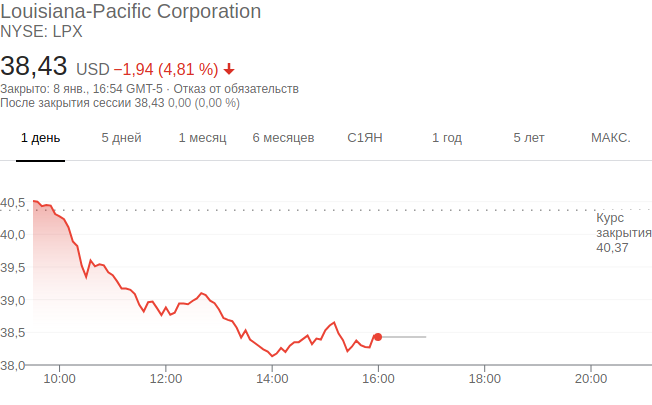 Louisiana-Pacific Corporation
NYSE: LPX
38,43 USD −1,94 (4,81 %)
Закрыто: 8 янв., 16:54 GMT-5 · Отказ от обязательств
После закрытия сессии 38,43 0,00 (0,00 %)
1 день 5 дней 1 месяц 6 месяцев С1ЯН 1 год 5 лет МАКС.
40,5
Курс
закрытия
40,37
40,0
39,5
39,0
38,5
38,0
10:00 12:00 14:00 16:00 18:00 20:00